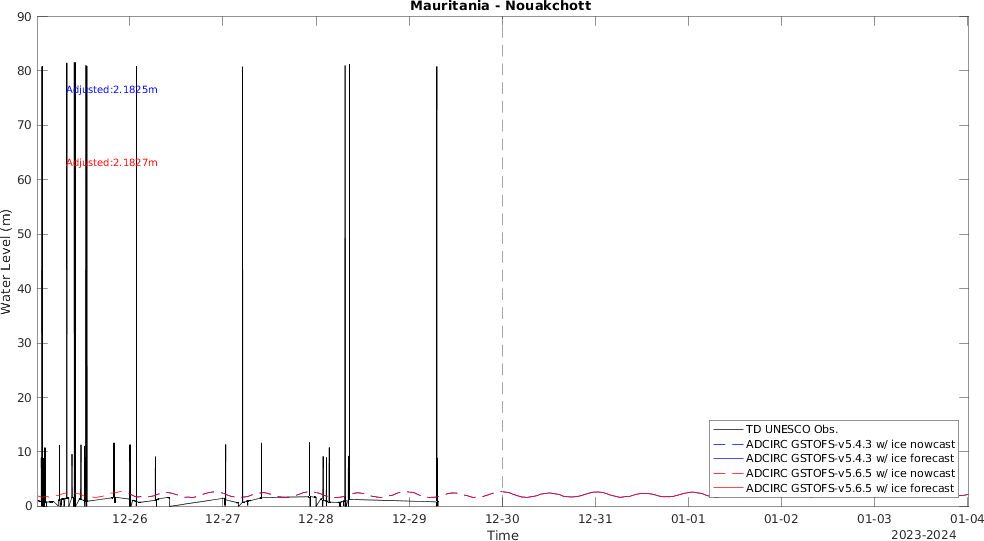 Mauritania - Nouakchott
90
80
70
60
50
40
30
20
10
0
Water Level (m)
Adjusted:2.1825m
Adjusted:2.1827m
TD UNESCO Obs.
ADCIRC GSTOFS-v5.4.3 w/ ice nowcast
ADCIRC GSTOFS-v5.4.3 w/ ice forecast
ADCIRC GSTOFS-v5.6.5 w/ ice nowcast
ADCIRC GSTOFS-v5.6.5 w/ ice forecast
12-26 12-27 12-28 12-29 12-30 12-31 01-01 01-02 01-03 01-04
Time
2023-2024